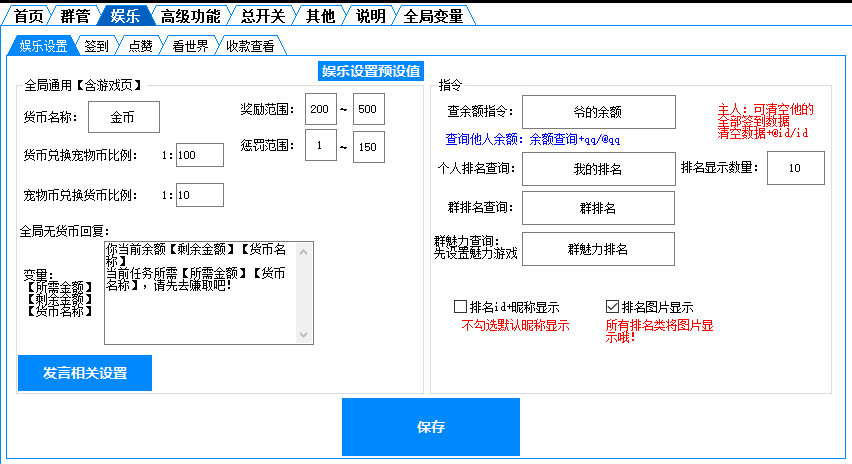 首页 群管 娱乐 高级功能 总开关 其他 说明 全局变量
娱乐设置 签到 点赞 看世界 收款查看
娱乐设置预设值
全局通用【含游戏页】
货币名称: 金币
奖励范围: 200 ~ 500
惩罚范围: 1 ~ 150
货币兑换宠物币比例: 1:100
宠物币兑换货币比例: 1:10
全局无货币回复:
变量:
【所需金额】
【剩余金额】
【货币名称】
你当前余额【剩余金额】【货币名
称】
当前任务所需【所需金额】【货币
名称】，请先去赚取吧!
发言相关设置
指令
查余额指令: 爷的余额
主人: 可清空他的
全部签到数据
清空数据+@id/id
查询他人余额: 余额查询+qq/@qq
个人排名查询: 我的排名 排名显示数量: 10
群排名查询: 群排名
群魅力查询:
先设置魅力游戏
群魅力排名
排名id+昵称显示
不勾选默认昵称显示
排名图片显示
所有排名类将图片显
示哦!
保存